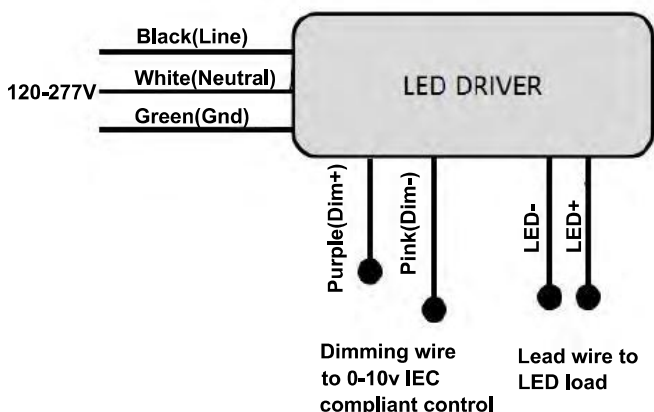 Black(Line)
120-277V
White(Neutral)
Green(Gnd)
LED DRIVER
Purple(Dim+)
Pink(Dim-)
LED-
LED+
Dimming wire
to 0-10v IEC
compliant control
Lead wire to
LED load